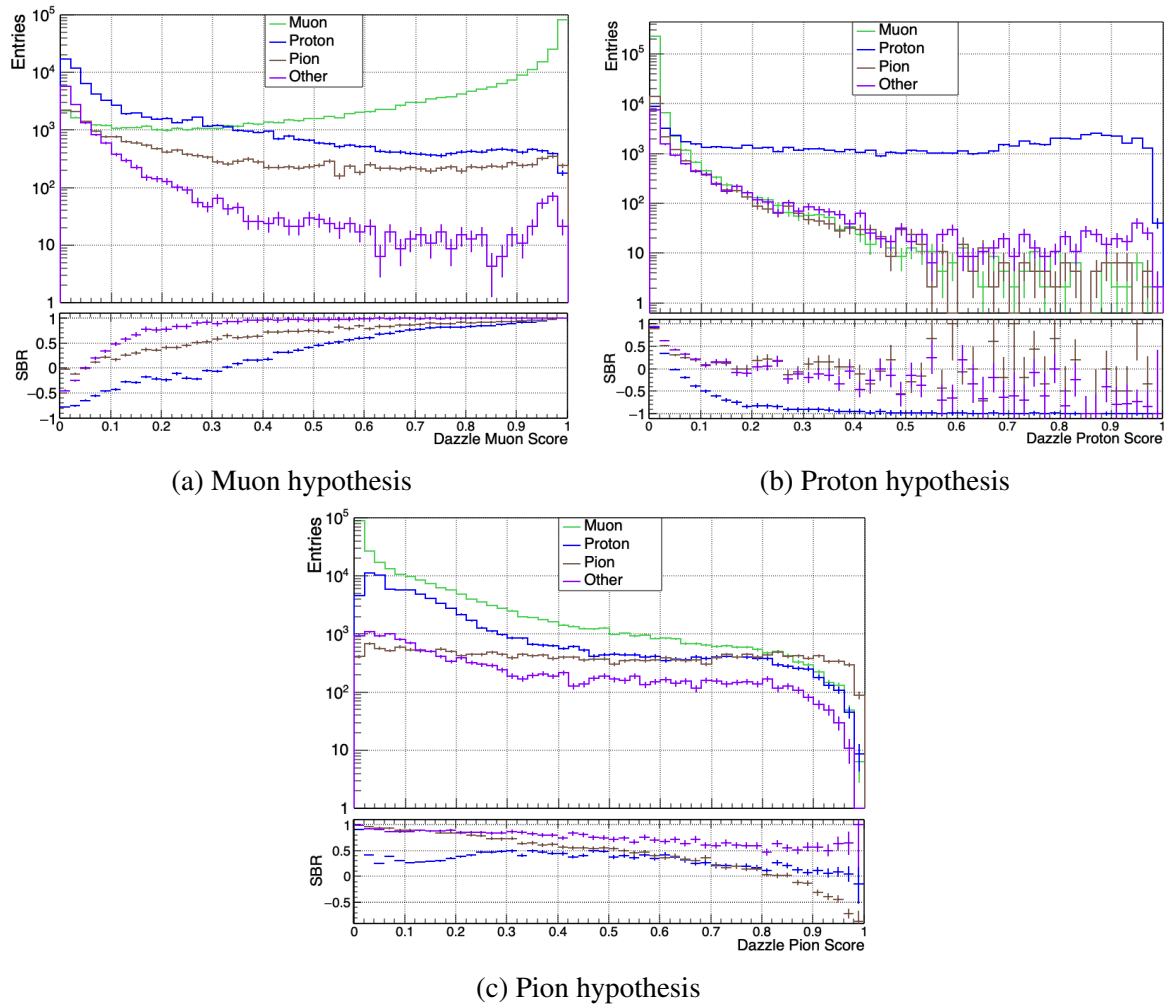 Entries
10^5
10^4
10^3
10^2
10
1
Muon
Proton
Pion
Other
SBR
1
0.5
0
−0.5
−1
0 0.1 0.2 0.3 0.4 0.5 0.6 0.7 0.8 0.9 1
Dazzle Muon Score
(a) Muon hypothesis
Entries
10^5
10^4
10^3
10^2
10
1
Muon
Proton
Pion
Other
SBR
1
0.5
0
−0.5
−1
0 0.1 0.2 0.3 0.4 0.5 0.6 0.7 0.8 0.9 1
Dazzle Proton Score
(b) Proton hypothesis
Entries
10^5
10^4
10^3
10^2
10
1
Muon
Proton
Pion
Other
SBR
1
0.5
0
−0.5
0 0.1 0.2 0.3 0.4 0.5 0.6 0.7 0.8 0.9 1
Dazzle Pion Score
(c) Pion hypothesis